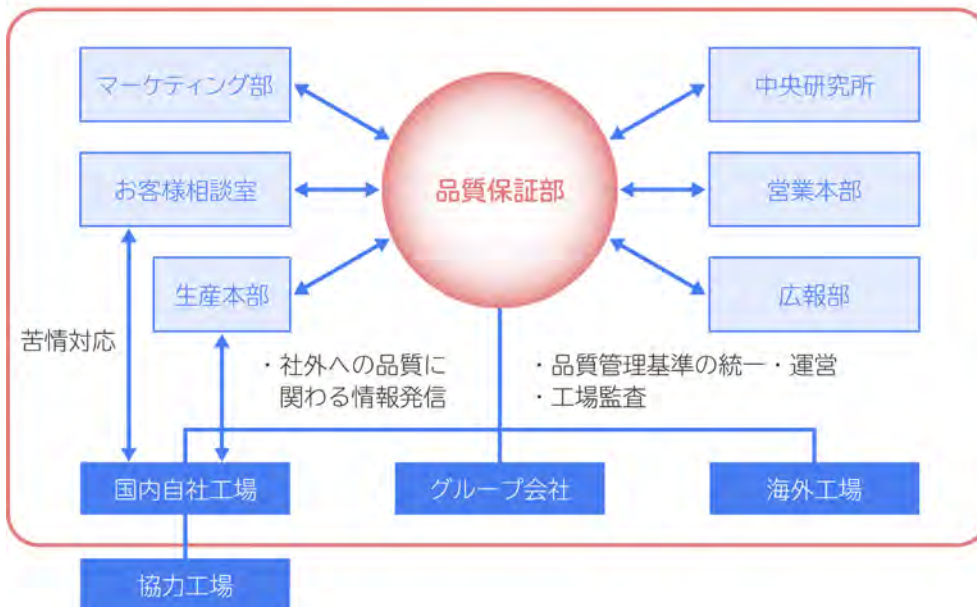 マーケティング部
中央研究所
お客様相談室
品質保証部
営業本部
生産本部
広報部
苦情対応
・社外への品質に
関わる情報発信
・品質管理基準の統一・運営
・工場監査
国内自社工場
グループ会社
海外工場
協力工場